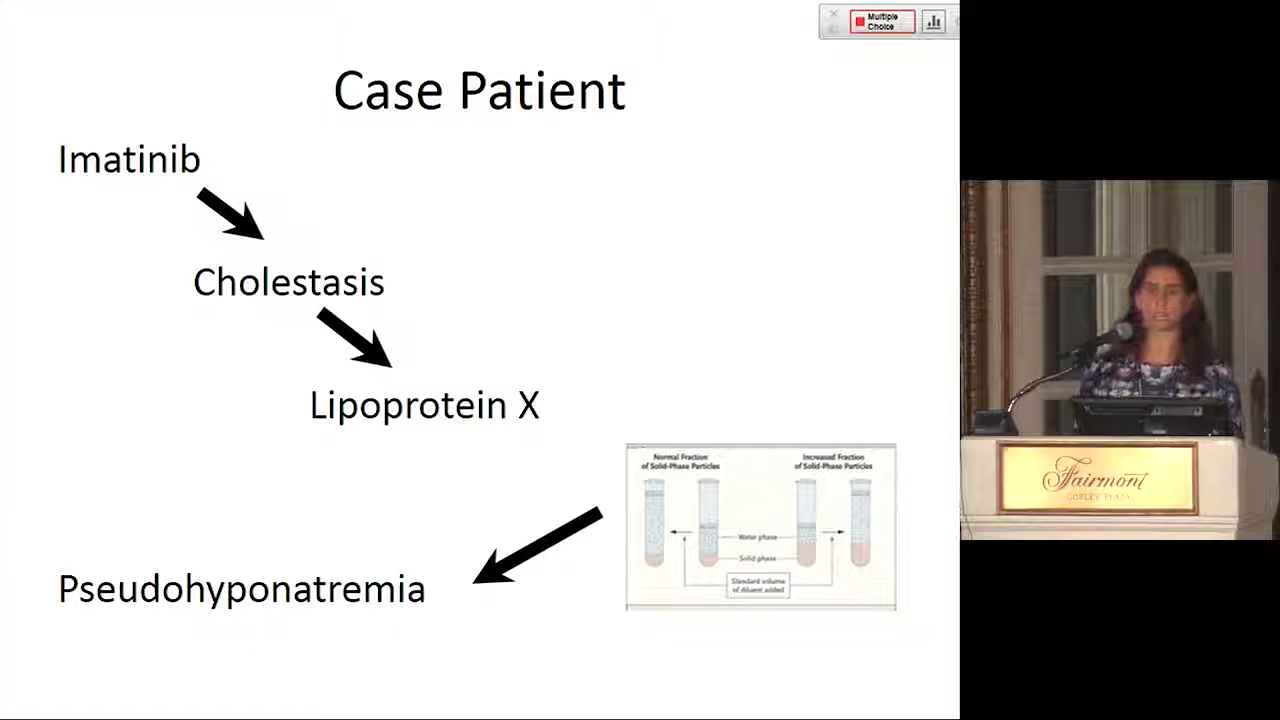 Multiple
Choice
Case Patient
Imatinib
Cholestasis
Lipoprotein X
Normal Fraction
of Solid-Phase Particles
Increased Fraction
of Solid-Phase Particles
Water phase
Solid phase
Standard volume
of diluent added
Pseudohyponatremia
Fairmont
COPLEY PLAZA